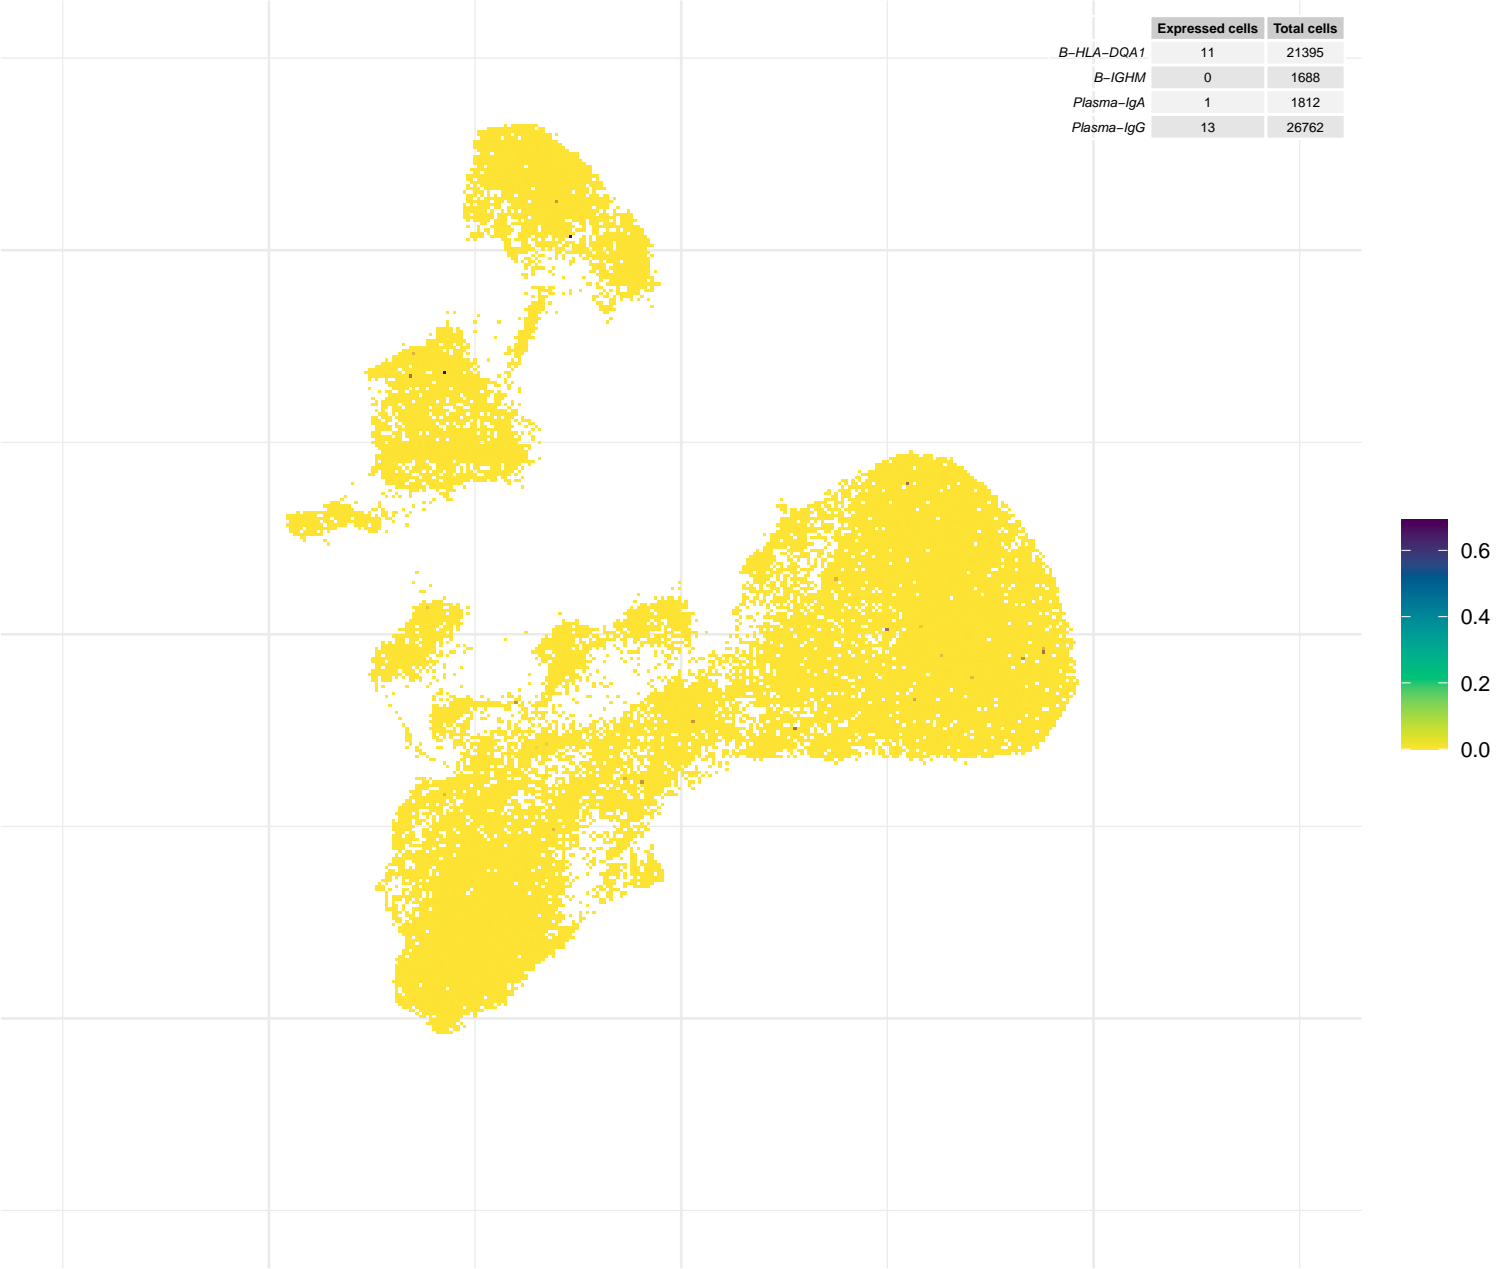 Expressed cells Total cells
B−HLA−DQA1 11 21395
B−IGHM 0 1688
Plasma−IgA 1 1812
Plasma−IgG 13 26762
0.6
0.4
0.2
0.0